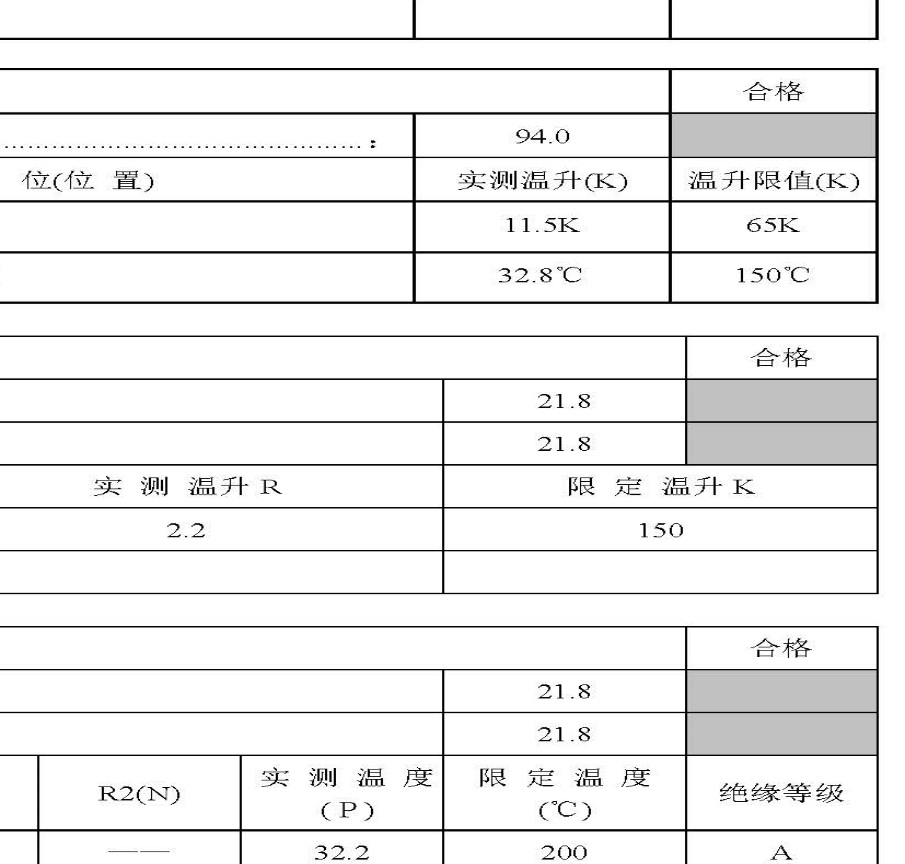 合格
………………………………………：
94.0
位(位 置)
实测温升(K)
温升限值(K)
11.5K
65K
32.8℃
150℃
合格
21.8
21.8
实 测 温升 R
限 定 温升 K
2.2
150
合格
21.8
21.8
R2(N)
实 测 温 度
(P)
限 定 温 度
(℃)
绝缘等级
——
32.2
200
A